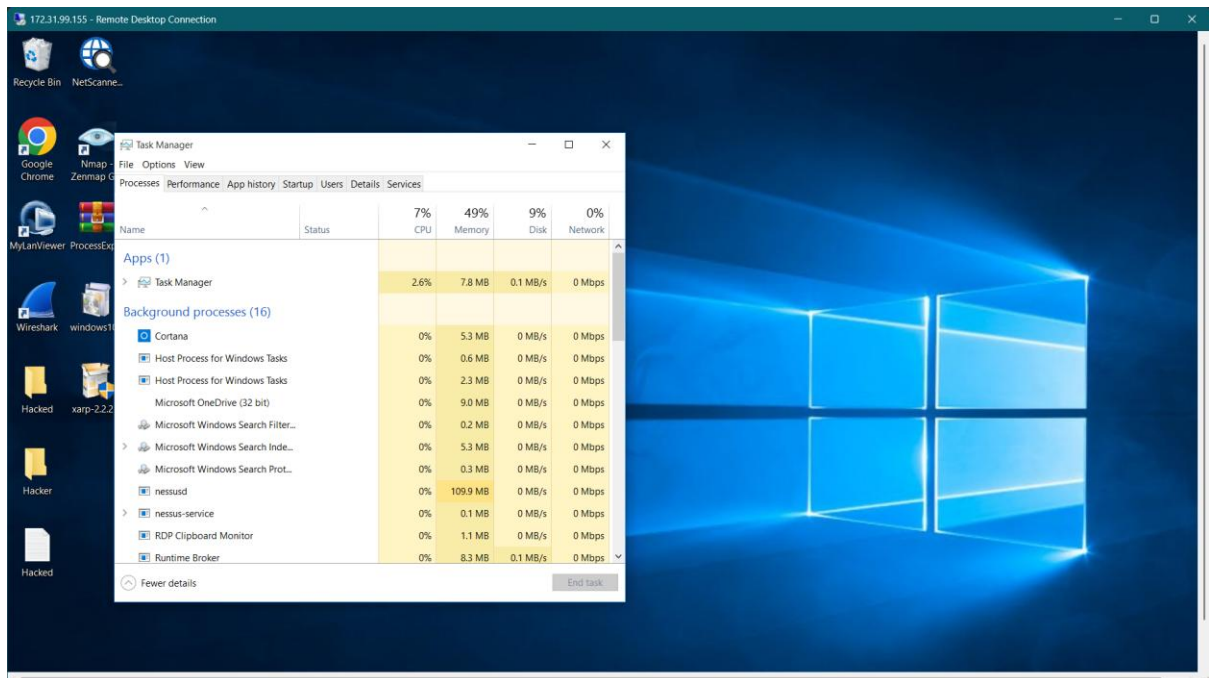 172.31.99.155 - Remote Desktop Connection
Recycle Bin
NetScanne...
Google Chrome
Nmap - Zenmap G
MyLanViewer
ProcessExp
Wireshark
windows10
Hacked
xarp-2.2.2
Hacker
Hacked
Task Manager
File Options View
Processes Performance App history Startup Users Details Services
7% 49% 9% 0%
Name Status CPU Memory Disk Network
Apps (1)
Task Manager 2.6% 7.8 MB 0.1 MB/s 0 Mbps
Background processes (16)
Cortana 0% 5.3 MB 0 MB/s 0 Mbps
Host Process for Windows Tasks 0% 0.6 MB 0 MB/s 0 Mbps
Host Process for Windows Tasks 0% 2.3 MB 0 MB/s 0 Mbps
Microsoft OneDrive (32 bit) 0% 9.0 MB 0 MB/s 0 Mbps
Microsoft Windows Search Filter... 0% 0.2 MB 0 MB/s 0 Mbps
Microsoft Windows Search Inde... 0% 5.3 MB 0 MB/s 0 Mbps
Microsoft Windows Search Prot... 0% 0.3 MB 0 MB/s 0 Mbps
nessusd 0% 109.9 MB 0 MB/s 0 Mbps
nessus-service 0% 0.1 MB 0 MB/s 0 Mbps
RDP Clipboard Monitor 0% 1.1 MB 0 MB/s 0 Mbps
Runtime Broker 0% 8.3 MB 0.1 MB/s 0 Mbps
Fewer details
End task